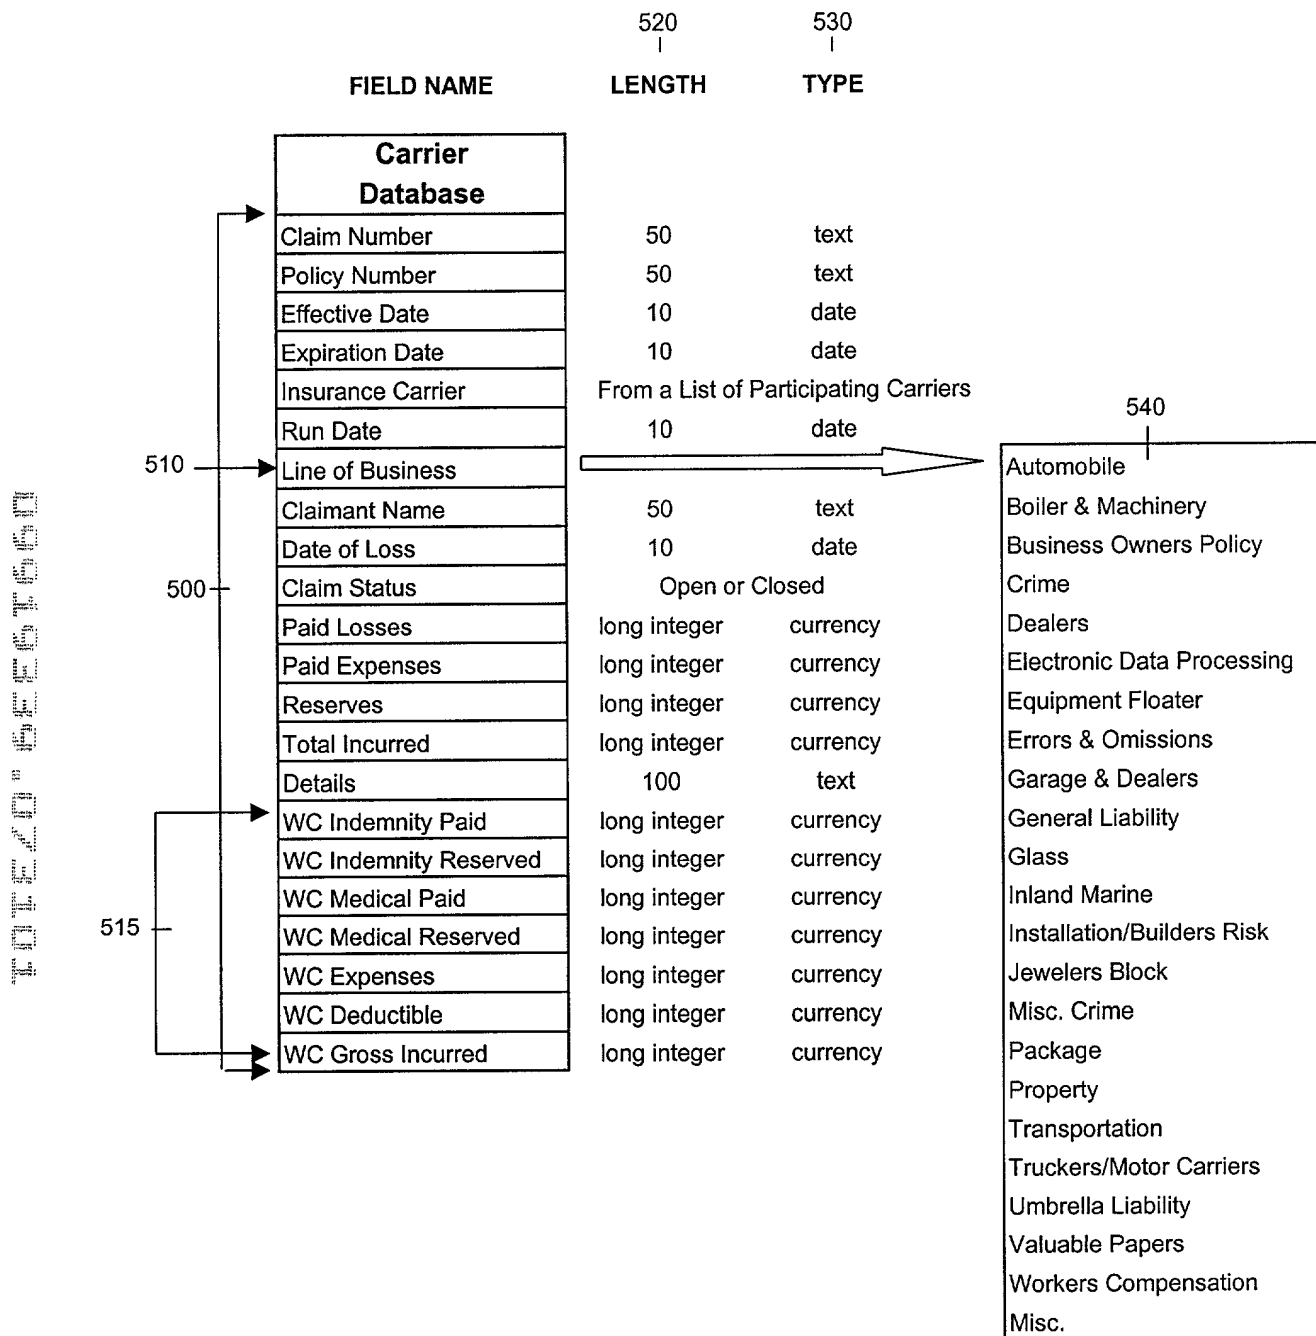 520 530
FIELD NAME LENGTH TYPE
Carrier
Database
Claim Number 50 text
Policy Number 50 text
Effective Date 10 date
Expiration Date 10 date
Insurance Carrier From a List of Participating Carriers
540
Run Date 10 date
510 Line of Business Automobile
Claimant Name 50 text Boiler & Machinery
Date of Loss 10 date Business Owners Policy
500 Claim Status Open or Closed Crime
Paid Losses long integer currency Dealers
Paid Expenses long integer currency Electronic Data Processing
Reserves long integer currency Equipment Floater
Total Incurred long integer currency Errors & Omissions
Details 100 text Garage & Dealers
WC Indemnity Paid long integer currency General Liability
WC Indemnity Reserved long integer currency Glass
WC Medical Paid long integer currency Inland Marine
515 WC Medical Reserved long integer currency Installation/Builders Risk
WC Expenses long integer currency Jewelers Block
WC Deductible long integer currency Misc. Crime
WC Gross Incurred long integer currency Package
Property
Transportation
Truckers/Motor Carriers
Umbrella Liability
Valuable Papers
Workers Compensation
Misc.